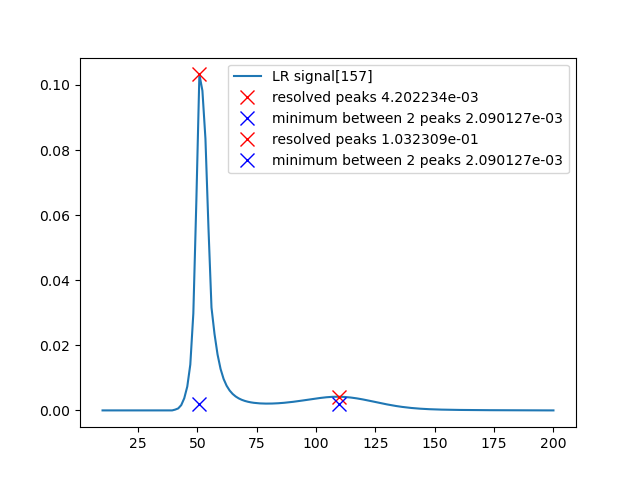 LR signal[157]
resolved peaks 4.202234e-03
minimum between 2 peaks 2.090127e-03
resolved peaks 1.032309e-01
minimum between 2 peaks 2.090127e-03
0.10
0.08
0.06
0.04
0.02
0.00
25 50 75 100 125 150 175 200